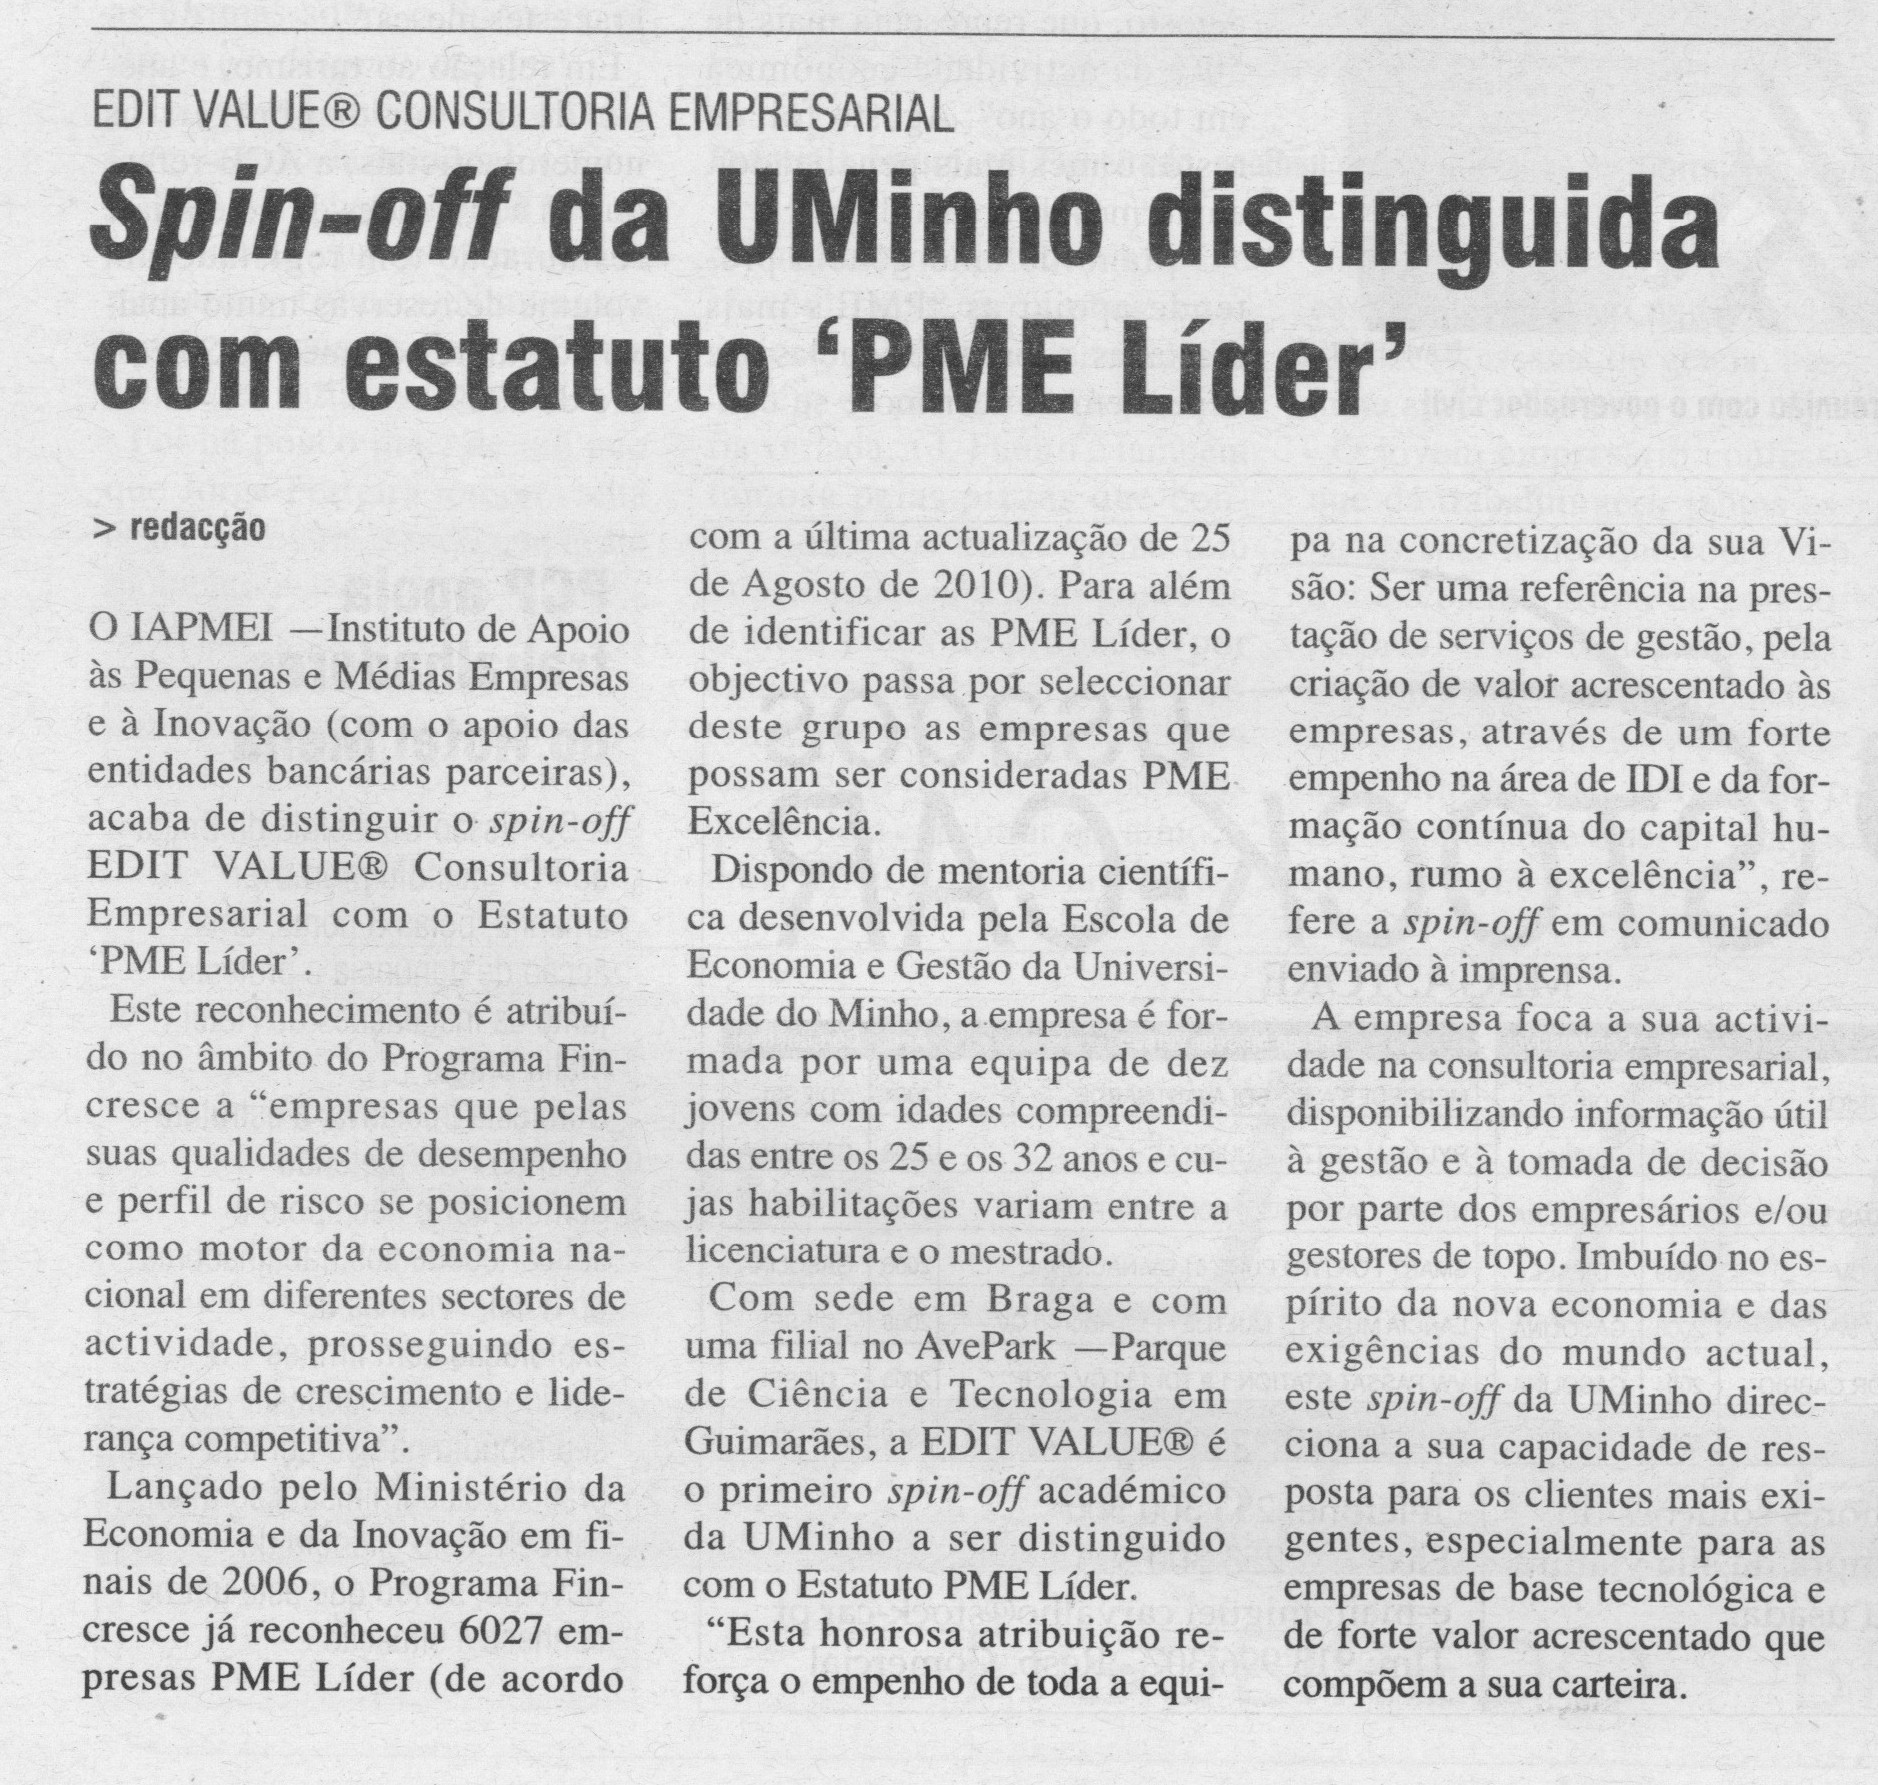 EDIT VALUE® CONSULTORIA EMPRESARIAL
Spin-off da UMinho distinguida
com estatuto ‘PME Líder’
> redacção
O IAPMEI —Instituto de Apoio
às Pequenas e Médias Empresas
e à Inovação (com o apoio das
entidades bancárias parceiras),
acaba de distinguir o spin-off
EDIT VALUE® Consultoria
Empresarial com o Estatuto
‘PME Líder’.
Este reconhecimento é atribuí-
do no âmbito do Programa Fin-
cresce a “empresas que pelas
suas qualidades de desempenho
e perfil de risco se posicionem
como motor da economia na-
cional em diferentes sectores de
actividade, prosseguindo es-
tratégias de crescimento e lide-
rança competitiva”.
Lançado pelo Ministério da
Economia e da Inovação em fi-
nais de 2006, o Programa Fin-
cresce já reconheceu 6027 em-
presas PME Líder (de acordo
com a última actualização de 25
de Agosto de 2010). Para além
de identificar as PME Líder, o
objectivo passa por seleccionar
deste grupo as empresas que
possam ser consideradas PME
Excelência.
Dispondo de mentoria científi-
ca desenvolvida pela Escola de
Economia e Gestão da Universi-
dade do Minho, a empresa é for-
mada por uma equipa de dez
jovens com idades compreendi-
das entre os 25 e os 32 anos e cu-
jas habilitações variam entre a
licenciatura e o mestrado.
Com sede em Braga e com
uma filial no AvePark —Parque
de Ciência e Tecnologia em
Guimarães, a EDIT VALUE® é
o primeiro spin-off académico
da UMinho a ser distinguido
com o Estatuto PME Líder.
“Esta honrosa atribuição re-
força o empenho de toda a equi-
pa na concretização da sua Vi-
são: Ser uma referência na pres-
tação de serviços de gestão, pela
criação de valor acrescentado às
empresas, através de um forte
empenho na área de IDI e da for-
mação contínua do capital hu-
mano, rumo à excelência”, re-
fere a spin-off em comunicado
enviado à imprensa.
A empresa foca a sua activi-
dade na consultoria empresarial,
disponibilizando informação útil
à gestão e à tomada de decisão
por parte dos empresários e/ou
gestores de topo. Imbuído no es-
pírito da nova economia e das
exigências do mundo actual,
este spin-off da UMinho direc-
ciona a sua capacidade de res-
posta para os clientes mais exi-
gentes, especialmente para as
empresas de base tecnológica e
de forte valor acrescentado que
compõem a sua carteira.